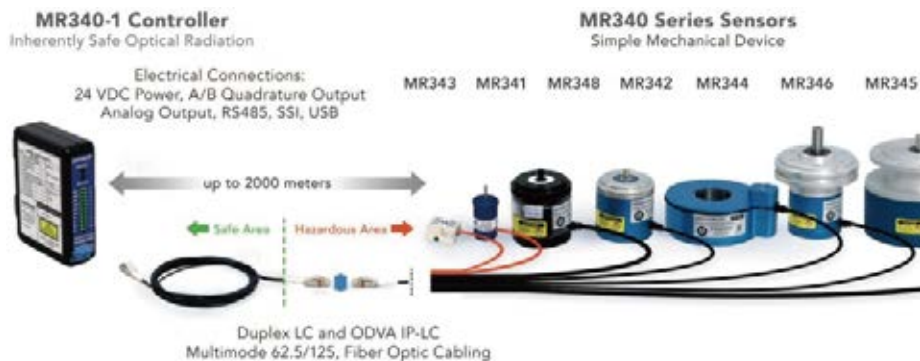 MR340-1 Controller
Inherently Safe Optical Radiation
Electrical Connections:
24 VDC Power, A/B Quadrature Output
Analog Output, RS485, SSI, USB
MR340 Series Sensors
Simple Mechanical Device
MR343 MR341 MR348 MR342 MR344 MR346 MR345
up to 2000 meters
Safe Area
Hazardous Area
Duplex LC and ODVA IP-LC
Multimode 62.5/125, Fiber Optic Cabling